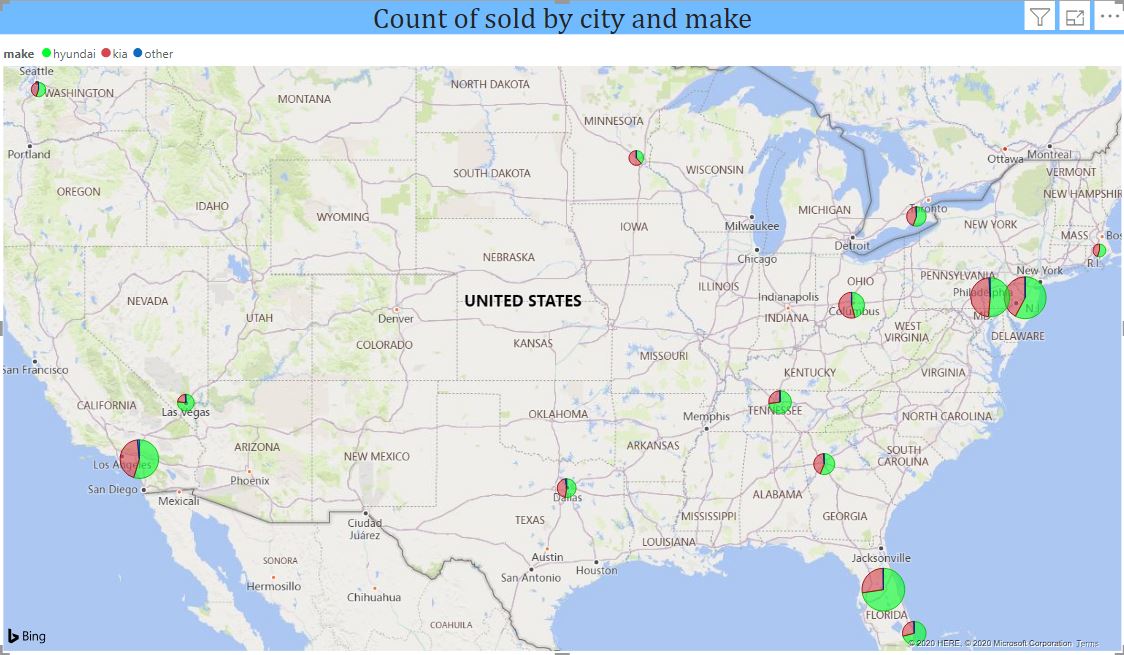 Count of sold by city and make
make hyundai kia other
Seattle
WASHINGTON
MONTANA
NORTH DAKOTA
MINNESOTA
Portland
Ottawa Montreal
VERMONT
SOUTH DAKOTA
WISCONSIN
OREGON
IDAHO
NEW HAMPSHIR
WYOMING
MICHIGAN
Toronto
IOWA
Milwaukee
NEW YORK
MASS
Bos
Detroit
NEBRASKA
Chicago
R.I.
PENNSYLVANIA
New York
OHIO
ILLINOIS
Philadelphia
NEVADA
UNITED STATES
Indianapolis
N.J.
UTAH
Denver
INDIANA
Columbus
MD
WEST
VIRGINIA
DELAWARE
COLORADO
KANSAS
MISSOURI
San Francisco
KENTUCKY
VIRGINIA
CALIFORNIA
Las Vegas
OKLAHOMA
Memphis
TENNESSEE
NORTH CAROLINA
ARIZONA
NEW MEXICO
ARKANSAS
SOUTH
CAROLINA
Los Angeles
Phoenix
San Diego
Mexicali
Dallas
ALABAMA
Ciudad
Juárez
TEXAS
MISSISSIPPI
GEORGIA
LOUISIANA
SONORA
Austin
Jacksonville
Hermosillo
San Antonio
Houston
Chihuahua
FLORIDA
COAHUILA
Bing
© 2020 HERE, © 2020 Microsoft Corporation Terms